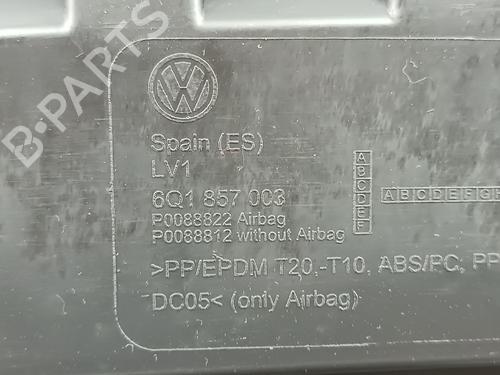 B-PARTS
Spain (ES)
LV1
6Q1 857 003
P0088822 Airbag
P0088812 without Airbag
>PP/EPDM T20,-T10, ABS/PC, PP
DC05< (only Airbag)
A
B
C
D
E
F
A B C D E F G H